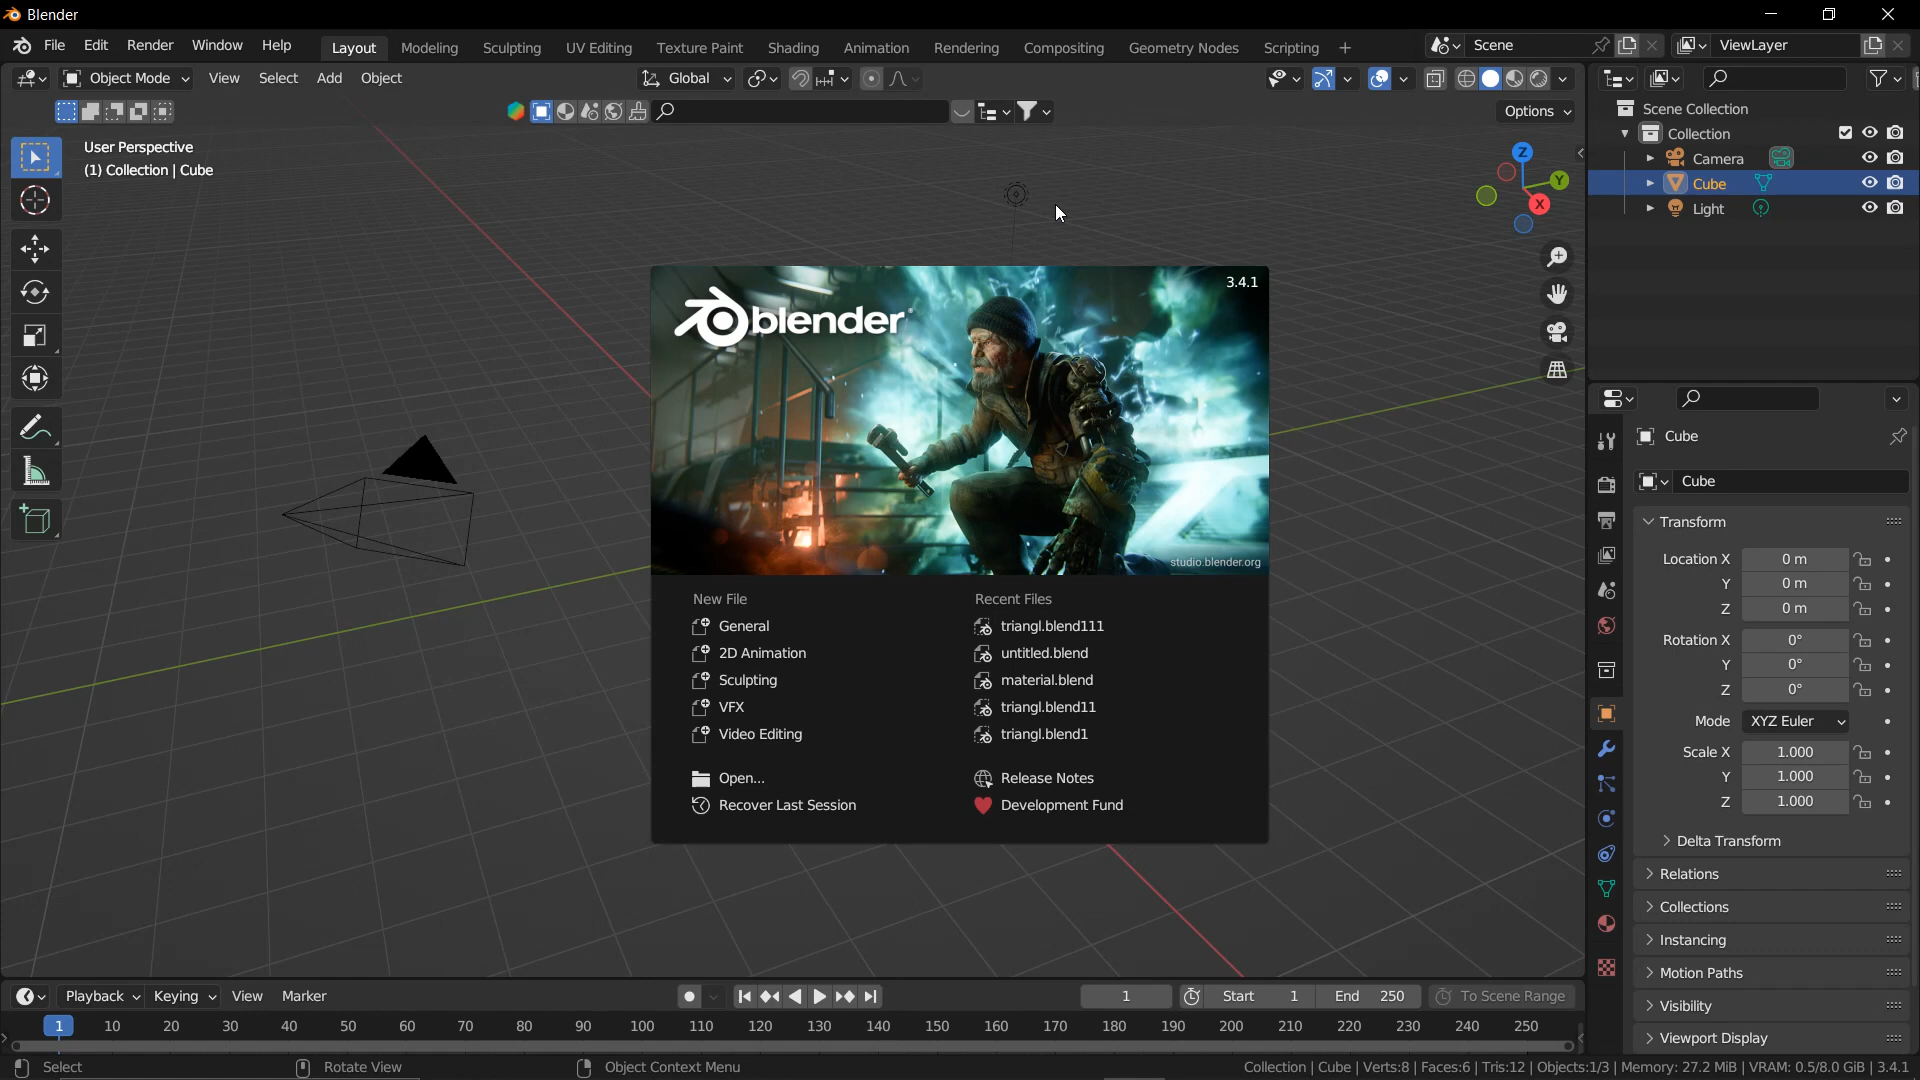 Blender
File Edit Render Window Help Layout Modeling Sculpting UV Editing Texture Paint Shading Animation Rendering Compositing Geometry Nodes Scripting + Scene ViewLayer
Object Mode View Select Add Object Global
Options
User Perspective
(1) Collection | Cube
Z
Y
X
Scene Collection
Collection
Camera
Cube
Light
3.4.1
blender
studio.blender.org
New File
General
2D Animation
Sculpting
VFX
Video Editing
Open...
Recover Last Session
Recent Files
triangl.blend111
untitled.blend
material.blend
triangl.blend11
triangl.blend1
Release Notes
Development Fund
Cube
Cube
Transform
Location X 0 m
Y 0 m
Z 0 m
Rotation X 0°
Y 0°
Z 0°
Mode XYZ Euler
Scale X 1.000
Y 1.000
Z 1.000
Delta Transform
Relations
Collections
Instancing
Motion Paths
Visibility
Viewport Display
Playback Keying View Marker 1 Start 1 End 250 To Scene Range
1 10 20 30 40 50 60 70 80 90 100 110 120 130 140 150 160 170 180 190 200 210 220 230 240 250
Select Rotate View Object Context Menu Collection | Cube | Verts:8 | Faces:6 | Tris:12 | Objects:1/3 | Memory: 27.2 MiB | VRAM: 0.5/8.0 GiB | 3.4.1